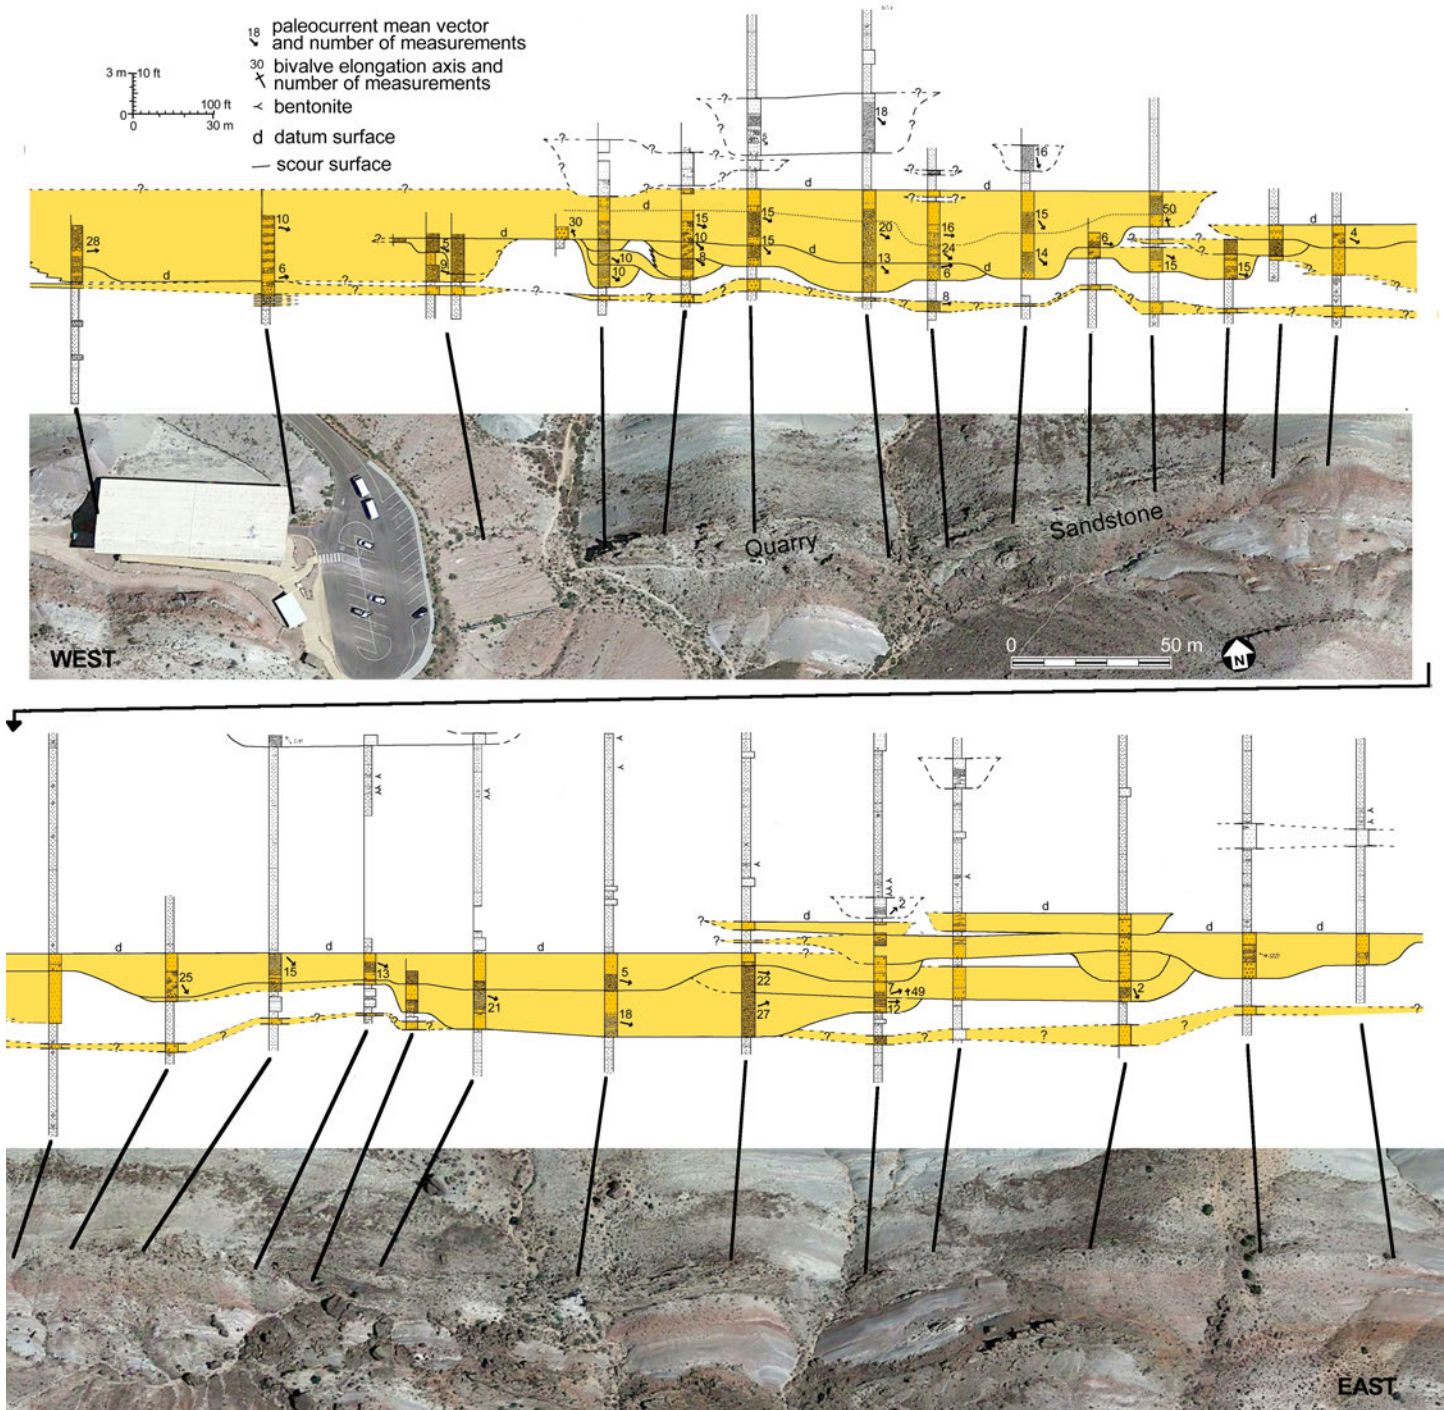 18 paleocurrent mean vector
and number of measurements
30 bivalve elongation axis and
number of measurements
bentonite
d datum surface
scour surface
3 m 10 ft
0
100 ft
0 30 m
18
16
? ? ? ?
? ? ?
? ? d d
10 30 d 15 15 20 16 15 50 d
28 ? 5 10 15 24 6 4
6 9 10 8 13 6 14 15 15
d d 10 8
? ? ? ? ? ? ? ?
Quarry
Sandstone
0 50 m
N
WEST
2
d d d d d d d
25 15 13 5 22 7 49
21 18 27 12 2
? ? ? ? ? ? ? ?
EAST